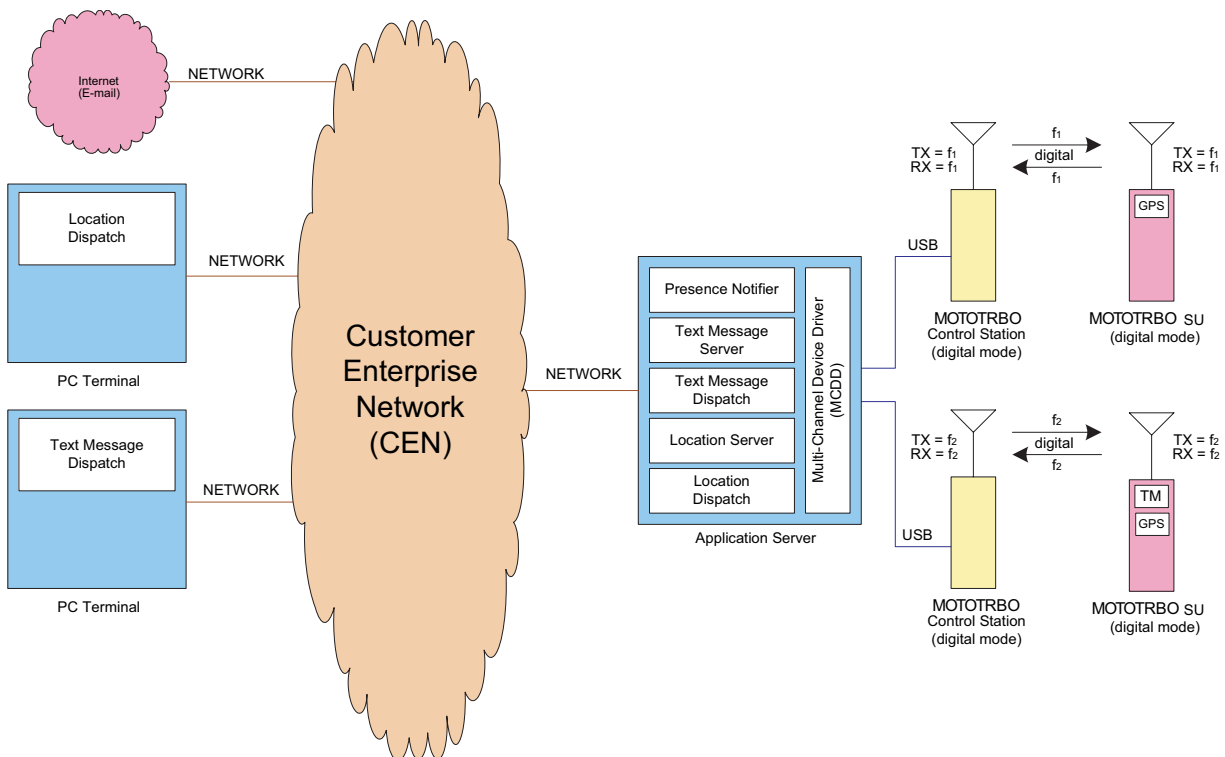 Internet
(E-mail)
NETWORK
Location
Dispatch
NETWORK
PC Terminal
Text Message
Dispatch
NETWORK
PC Terminal
Customer
Enterprise
Network
(CEN)
NETWORK
Presence Notifier
Text Message
Server
Text Message
Dispatch
Location Server
Location
Dispatch
Multi-Channel Device Driver
(MCDD)
Application Server
USB
USB
TX = f1
RX = f1
f1
digital
f1
TX = f1
RX = f1
GPS
MOTOTRBO
Control Station
(digital mode)
MOTOTRBO SU
(digital mode)
TX = f2
RX = f2
f2
digital
f2
TX = f2
RX = f2
TM
GPS
MOTOTRBO
Control Station
(digital mode)
MOTOTRBO SU
(digital mode)